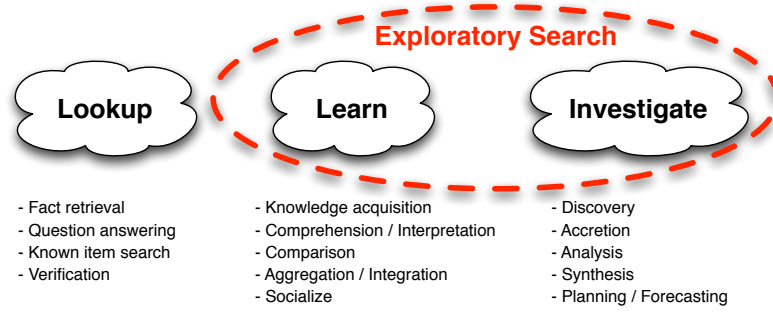 Exploratory Search
Lookup
Learn
Investigate
- Fact retrieval
- Question answering
- Known item search
- Verification
- Knowledge acquisition
- Comprehension / Interpretation
- Comparison
- Aggregation / Integration
- Socialize
- Discovery
- Accretion
- Analysis
- Synthesis
- Planning / Forecasting